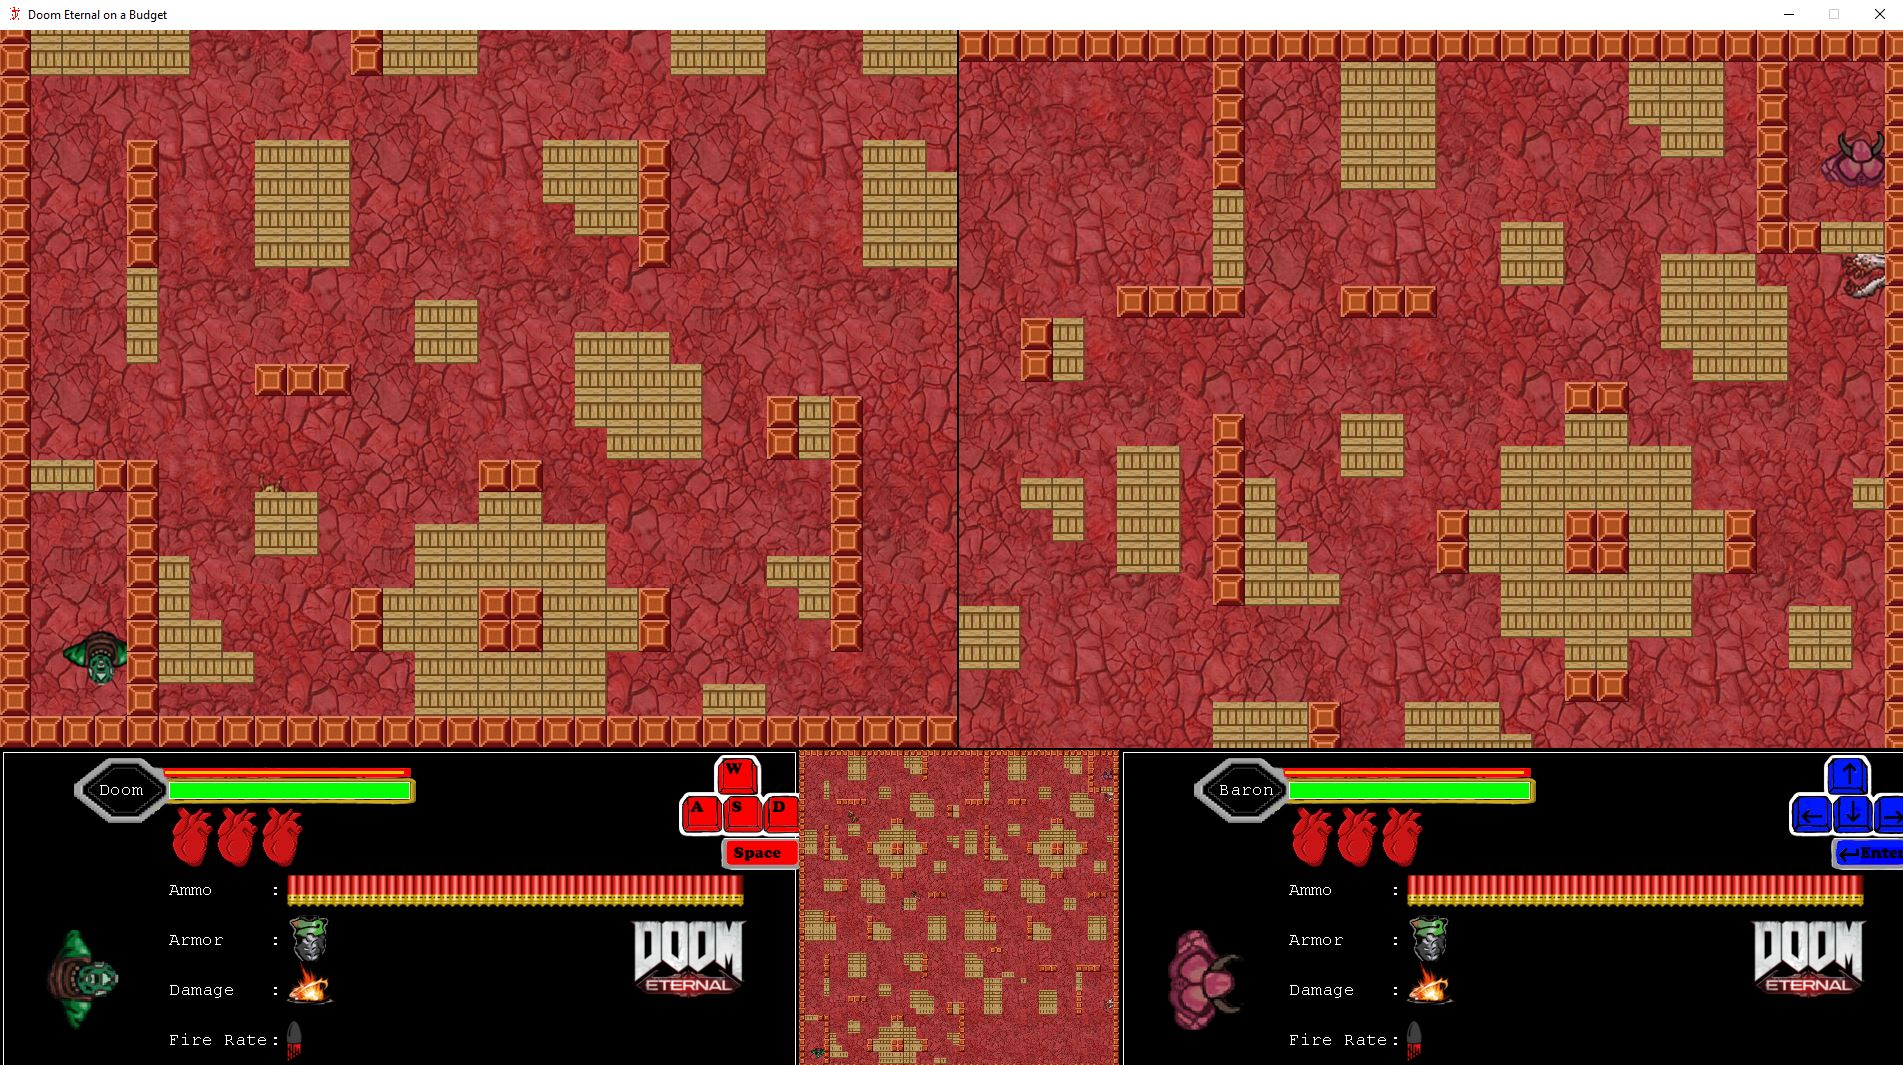 Doom Eternal on a Budget
Doom
W
A S D
Space
Ammo :
Armor :
Damage :
Fire Rate:
DOOM
ETERNAL
Baron
↑
← ↓ →
↵Enter
Ammo :
Armor :
Damage :
Fire Rate:
DOOM
ETERNAL